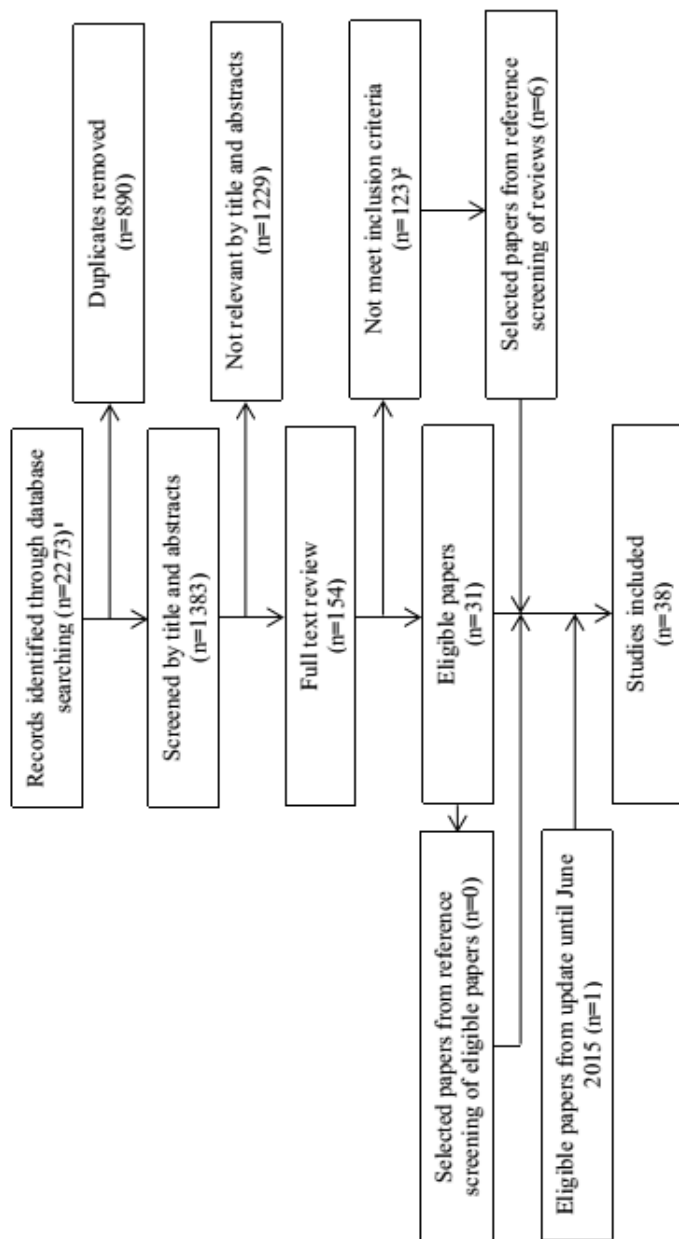 Records identified through database
searching (n=2273)¹
Duplicates removed
(n=890)
Screened by title and abstracts
(n=1383)
Not relevant by title and abstracts
(n=1229)
Full text review
(n=154)
Not meet inclusion criteria
(n=123)²
Eligible papers
(n=31)
Selected papers from reference
screening of reviews (n=6)
Selected papers from reference
screening of eligible papers (n=0)
Eligible papers from update until June
2015 (n=1)
Studies included
(n=38)